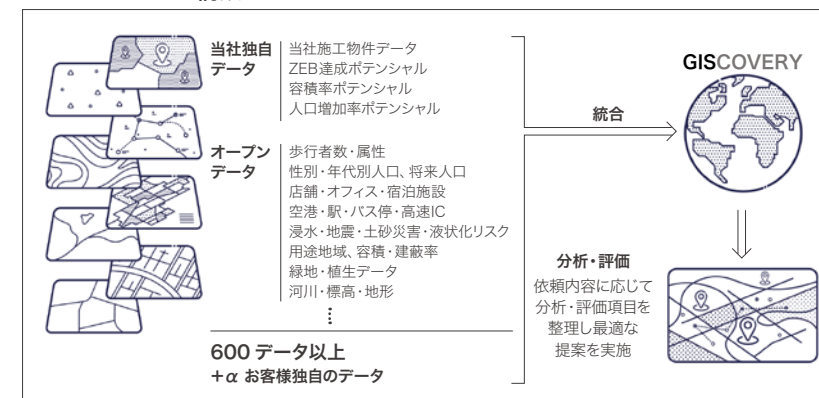 当社独自
データ
当社施工物件データ
ZEB達成ポテンシャル
容積率ポテンシャル
人口増加率ポテンシャル
オープン
データ
歩行者数・属性
性別・年代別人口、将来人口
店舗・オフィス・宿泊施設
空港・駅・バス停・高速IC
浸水・地震・土砂災害・液状化リスク
用途地域、容積・建蔽率
緑地・植生データ
河川・標高・地形
600 データ以上
+α お客様独自のデータ
統合
GISCOVERY
分析・評価
依頼内容に応じて
分析・評価項目を
整理し最適な
提案を実施